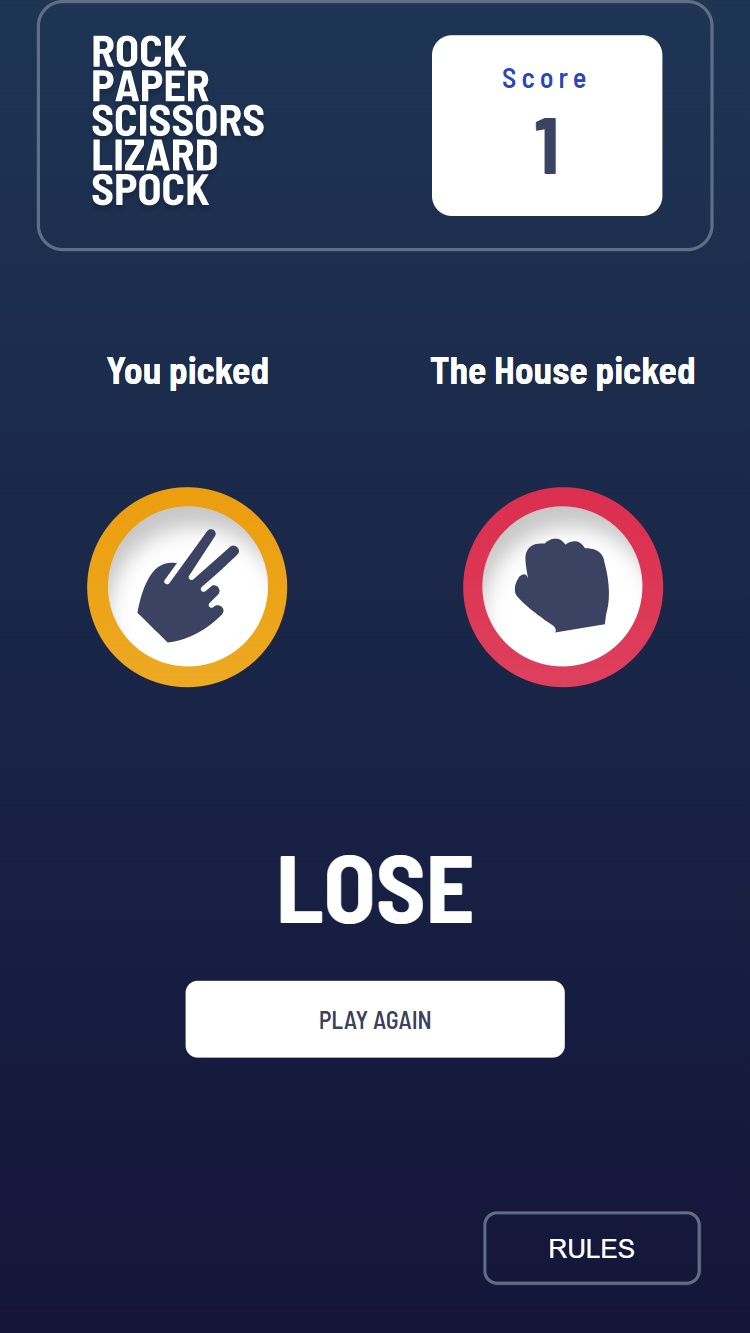 ROCK
PAPER
SCISSORS
LIZARD
SPOCK
Score
1
You picked
The House picked
LOSE
PLAY AGAIN
RULES